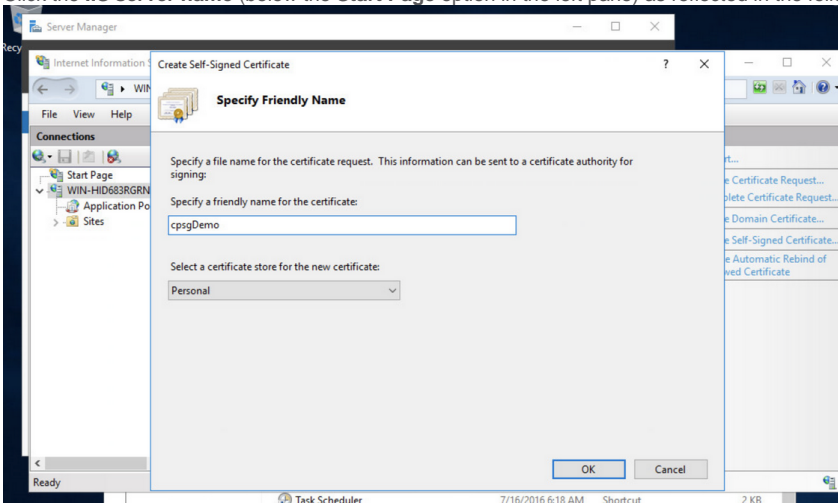 Server Manager
Recy
Internet Information S
Create Self-Signed Certificate
WIN
Specify Friendly Name
File View Help
Connections
Specify a file name for the certificate request. This information can be sent to a certificate authority for
signing:
Start Page
WIN-HID683RGRN
Application Po
Sites
Specify a friendly name for the certificate:
cpsgDemo
Select a certificate store for the new certificate:
Personal
rt...
e Certificate Request...
plete Certificate Request...
e Domain Certificate...
e Self-Signed Certificate...
e Automatic Rebind of
wed Certificate
OK Cancel
Ready
Task Scheduler 7/16/2016 6:18 AM Shortcut 2 KB